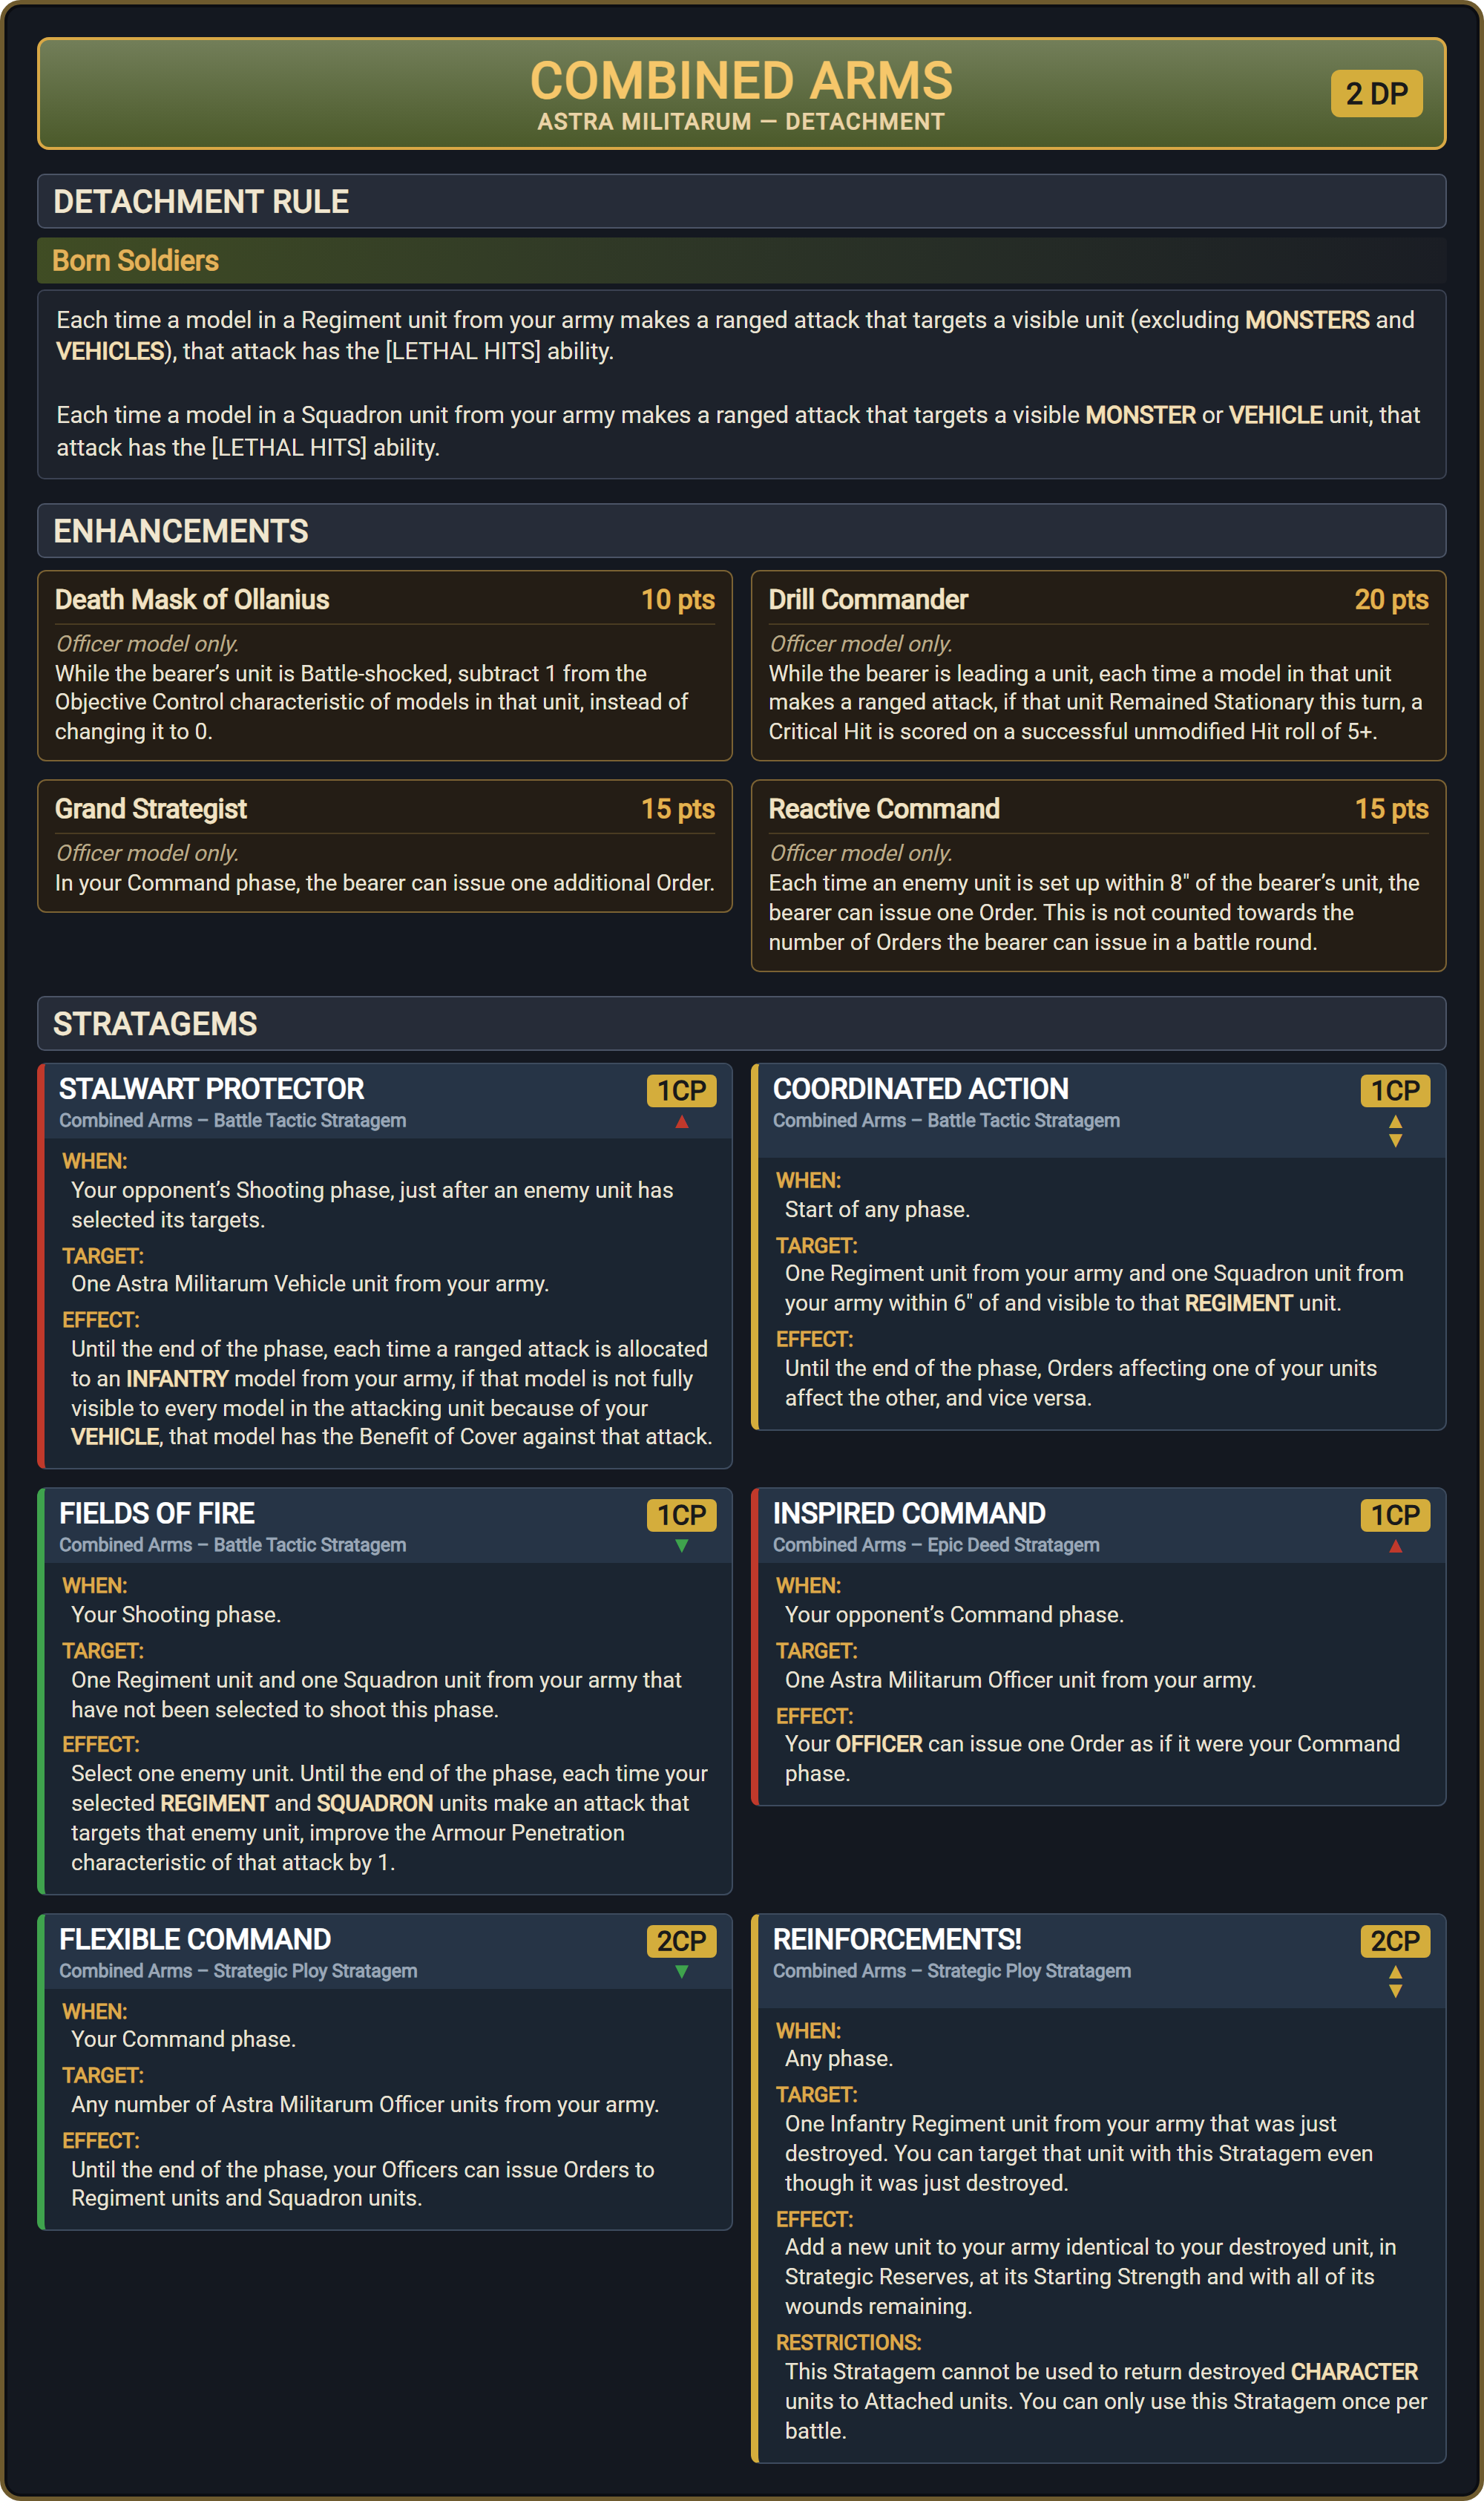 COMBINED ARMS
ASTRA MILITARUM — DETACHMENT
2 DP
DETACHMENT RULE
Born Soldiers
Each time a model in a Regiment unit from your army makes a ranged attack that targets a visible unit (excluding MONSTERS and
VEHICLES), that attack has the [LETHAL HITS] ability.
Each time a model in a Squadron unit from your army makes a ranged attack that targets a visible MONSTER or VEHICLE unit, that
attack has the [LETHAL HITS] ability.
ENHANCEMENTS
Death Mask of Ollanius 10 pts
Officer model only.
While the bearer’s unit is Battle-shocked, subtract 1 from the
Objective Control characteristic of models in that unit, instead of
changing it to 0.
Drill Commander 20 pts
Officer model only.
While the bearer is leading a unit, each time a model in that unit
makes a ranged attack, if that unit Remained Stationary this turn, a
Critical Hit is scored on a successful unmodified Hit roll of 5+.
Grand Strategist 15 pts
Officer model only.
In your Command phase, the bearer can issue one additional Order.
Reactive Command 15 pts
Officer model only.
Each time an enemy unit is set up within 8" of the bearer’s unit, the
bearer can issue one Order. This is not counted towards the
number of Orders the bearer can issue in a battle round.
STRATAGEMS
STALWART PROTECTOR 1CP
Combined Arms – Battle Tactic Stratagem ▲
WHEN:
Your opponent’s Shooting phase, just after an enemy unit has
selected its targets.
TARGET:
One Astra Militarum Vehicle unit from your army.
EFFECT:
Until the end of the phase, each time a ranged attack is allocated
to an INFANTRY model from your army, if that model is not fully
visible to every model in the attacking unit because of your
VEHICLE, that model has the Benefit of Cover against that attack.
COORDINATED ACTION 1CP
Combined Arms – Battle Tactic Stratagem ▲
▼
WHEN:
Start of any phase.
TARGET:
One Regiment unit from your army and one Squadron unit from
your army within 6" of and visible to that REGIMENT unit.
EFFECT:
Until the end of the phase, Orders affecting one of your units
affect the other, and vice versa.
FIELDS OF FIRE 1CP
Combined Arms – Battle Tactic Stratagem ▼
WHEN:
Your Shooting phase.
TARGET:
One Regiment unit and one Squadron unit from your army that
have not been selected to shoot this phase.
EFFECT:
Select one enemy unit. Until the end of the phase, each time your
selected REGIMENT and SQUADRON units make an attack that
targets that enemy unit, improve the Armour Penetration
characteristic of that attack by 1.
INSPIRED COMMAND 1CP
Combined Arms – Epic Deed Stratagem ▲
WHEN:
Your opponent’s Command phase.
TARGET:
One Astra Militarum Officer unit from your army.
EFFECT:
Your OFFICER can issue one Order as if it were your Command
phase.
FLEXIBLE COMMAND 2CP
Combined Arms – Strategic Ploy Stratagem ▼
WHEN:
Your Command phase.
TARGET:
Any number of Astra Militarum Officer units from your army.
EFFECT:
Until the end of the phase, your Officers can issue Orders to
Regiment units and Squadron units.
REINFORCEMENTS! 2CP
Combined Arms – Strategic Ploy Stratagem ▲
▼
WHEN:
Any phase.
TARGET:
One Infantry Regiment unit from your army that was just
destroyed. You can target that unit with this Stratagem even
though it was just destroyed.
EFFECT:
Add a new unit to your army identical to your destroyed unit, in
Strategic Reserves, at its Starting Strength and with all of its
wounds remaining.
RESTRICTIONS:
This Stratagem cannot be used to return destroyed CHARACTER
units to Attached units. You can only use this Stratagem once per
battle.